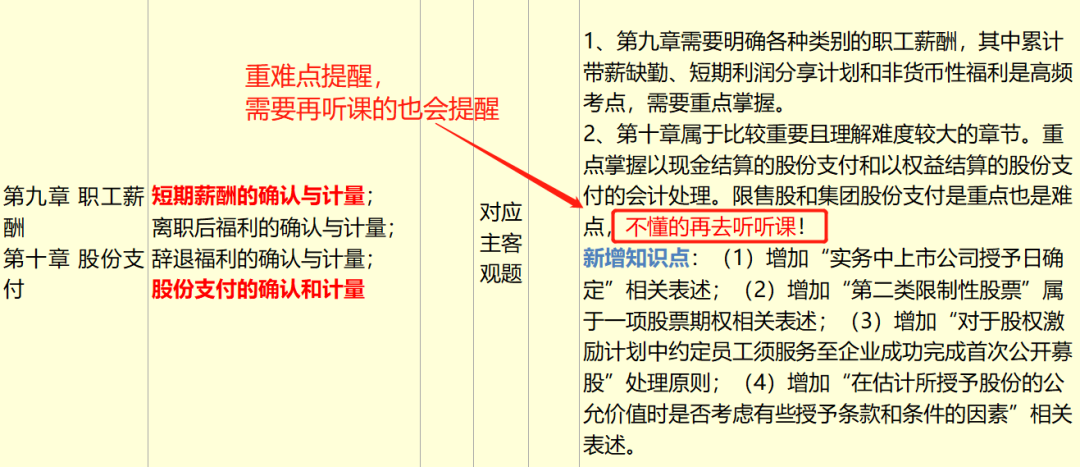 重难点提醒，
需要再听课的也会提醒
第九章 职工薪
酬
第十章 股份支
付
短期薪酬的确认与计量；
离职后福利的确认与计量；
辞退福利的确认与计量；
股份支付的确认和计量
对应
主客
观题
1、第九章需要明确各种类别的职工薪酬，其中累计
带薪缺勤、短期利润分享计划和非货币性福利是高频
考点，需要重点掌握。
2、第十章属于比较重要且理解难度较大的章节。重
点掌握以现金结算的股份支付和以权益结算的股份支
付的会计处理。限售股和集团股份支付是重点也是难
点，不懂的再去听听课！
新增知识点：（1）增加“实务中上市公司授予日确
定”相关表述；（2）增加“第二类限制性股票”属
于一项股票期权相关表述；（3）增加“对于股权激
励计划中约定员工须服务至企业成功完成首次公开募
股”处理原则；（4）增加“在估计所授予股份的公
允价值时是否考虑有些授予条款和条件的因素”相关
表述。